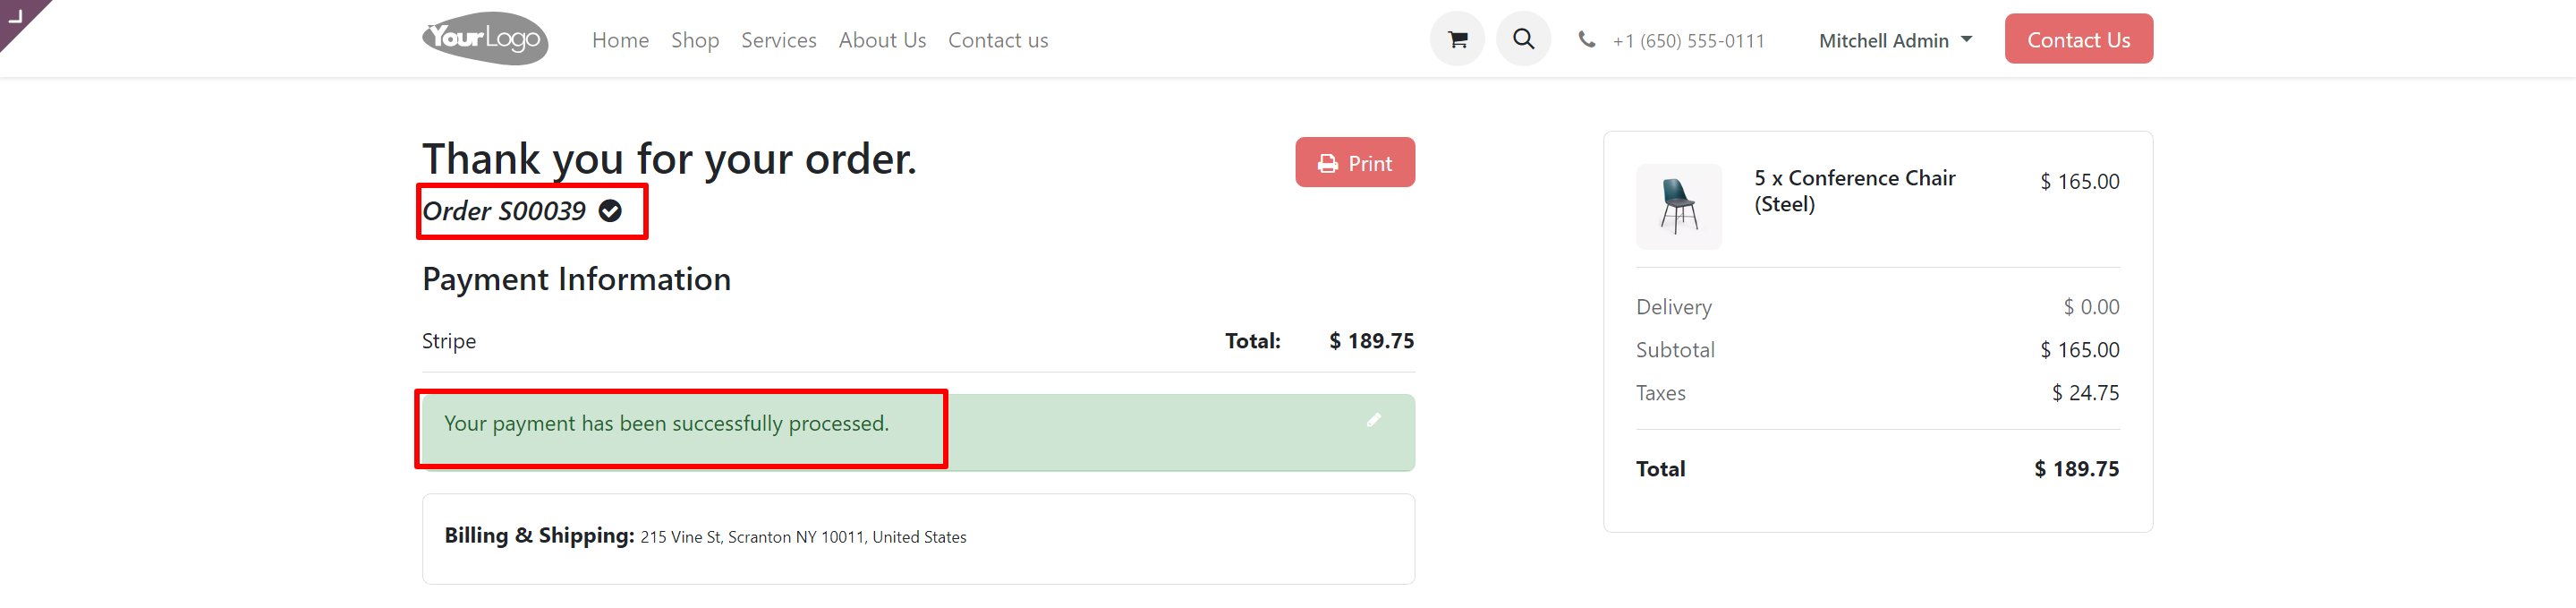 YourLogo
Home Shop Services About Us Contact us
+1 (650) 555-0111
Mitchell Admin
Contact Us
Thank you for your order.
Print
Order S00039
Payment Information
Stripe Total: $ 189.75
Your payment has been successfully processed.
Billing & Shipping: 215 Vine St, Scranton NY 10011, United States
5 x Conference Chair $ 165.00
(Steel)
Delivery $ 0.00
Subtotal $ 165.00
Taxes $ 24.75
Total $ 189.75